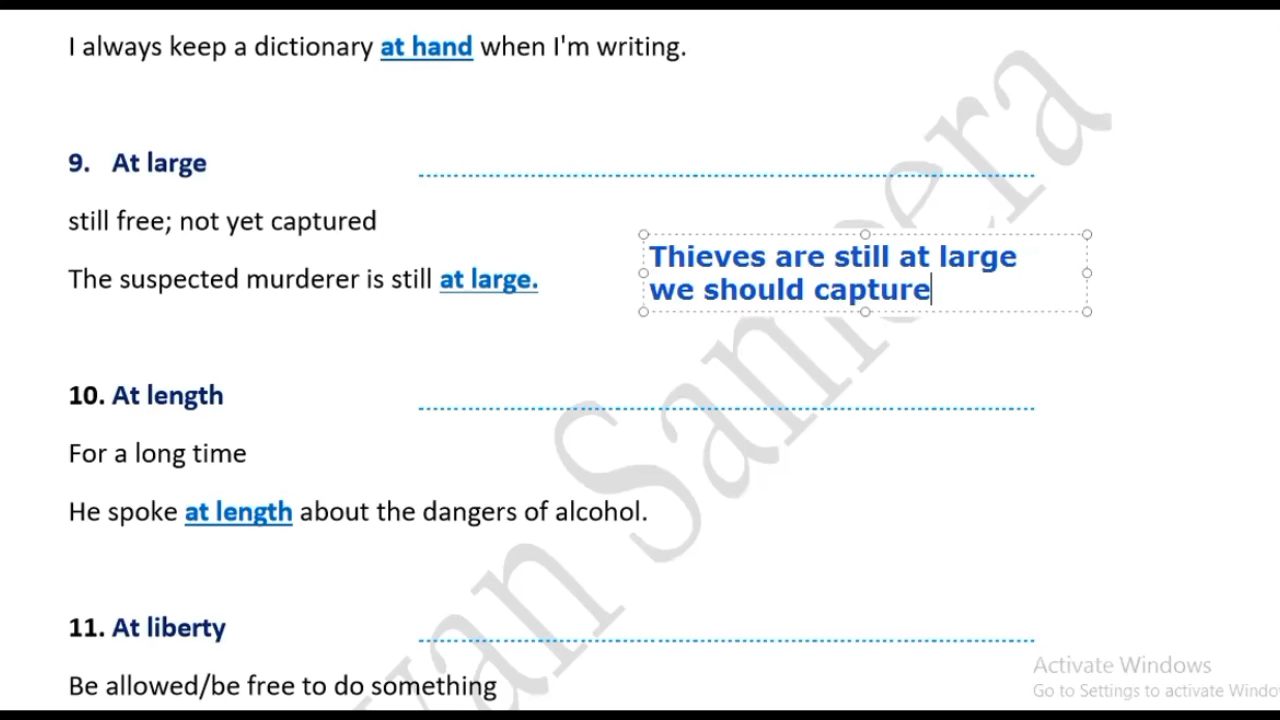 I always keep a dictionary at hand when I'm writing.
9. At large
still free; not yet captured
Thieves are still at large
we should capture
The suspected murderer is still at large.
10. At length
For a long time
He spoke at length about the dangers of alcohol.
11. At liberty
Be allowed/be free to do something
Activate Windows
Go to Settings to activate Windo